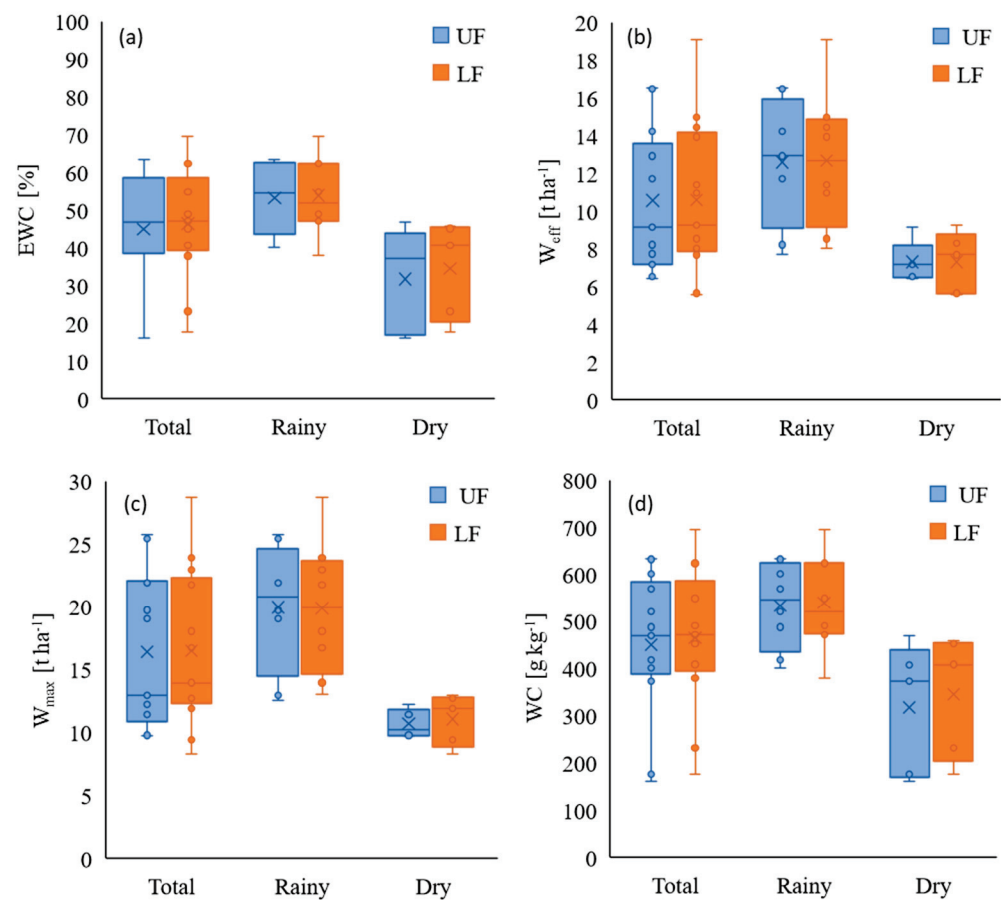 (a)
UF
LF
100
90
80
70
60
50
40
30
20
10
0
EWC [%]
Total Rainy Dry
(b)
UF
LF
20
18
16
14
12
10
8
6
4
2
0
W_eff [t ha⁻¹]
Total Rainy Dry
(c)
UF
LF
30
25
20
15
10
5
0
W_max [t ha⁻¹]
Total Rainy Dry
(d)
UF
LF
800
700
600
500
400
300
200
100
0
WC [g kg⁻¹]
Total Rainy Dry